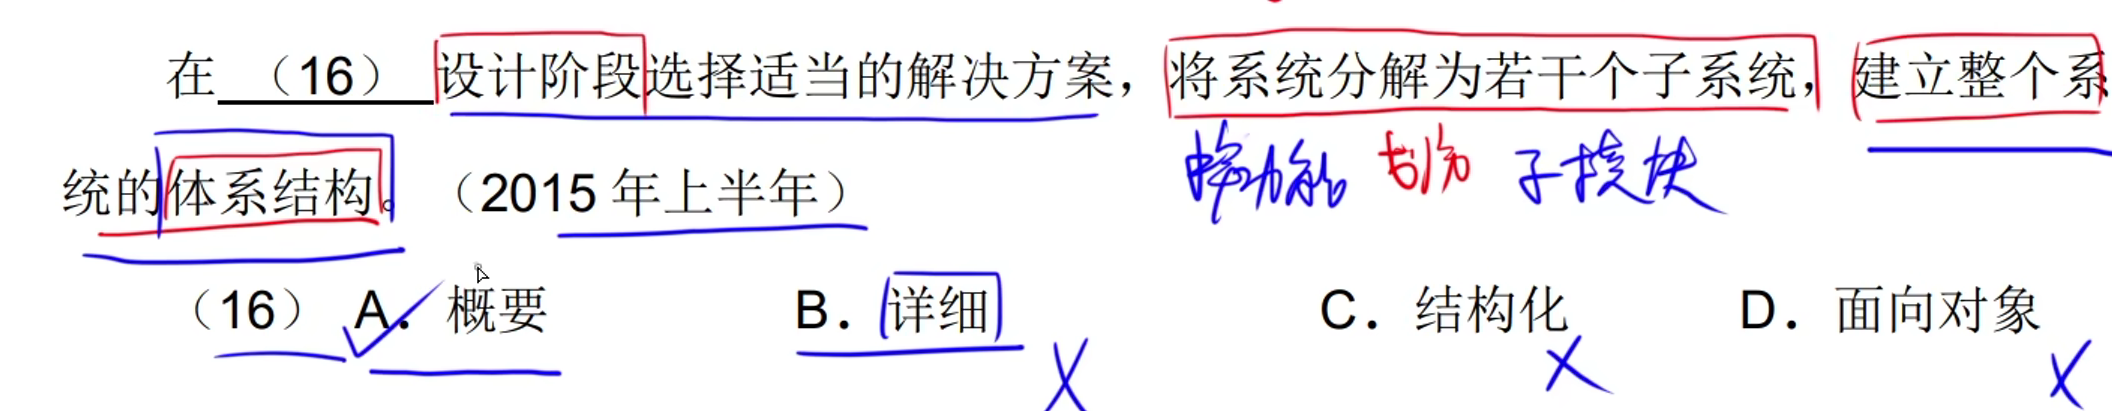 在 （16） 设计阶段选择适当的解决方案，将系统分解为若干个子系统，建立整个系
按功能 划分 子模块
统的体系结构。（2015 年上半年）
（16） A． 概要 B．详细 C．结构化 D．面向对象